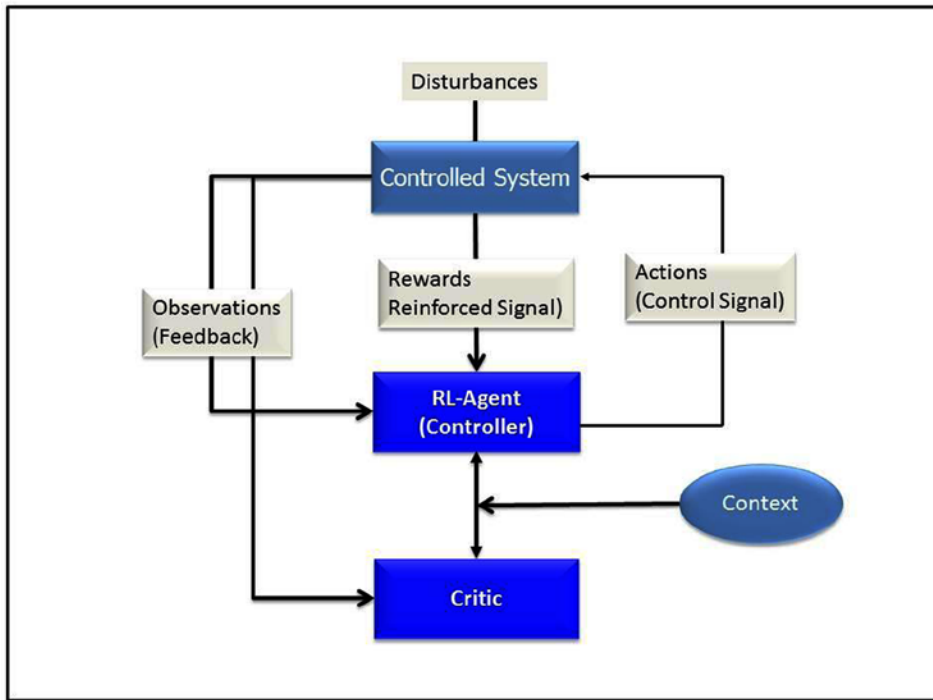 Disturbances
Controlled System
Rewards
Reinforced Signal)
Actions
(Control Signal)
Observations
(Feedback)
RL-Agent
(Controller)
Context
Critic